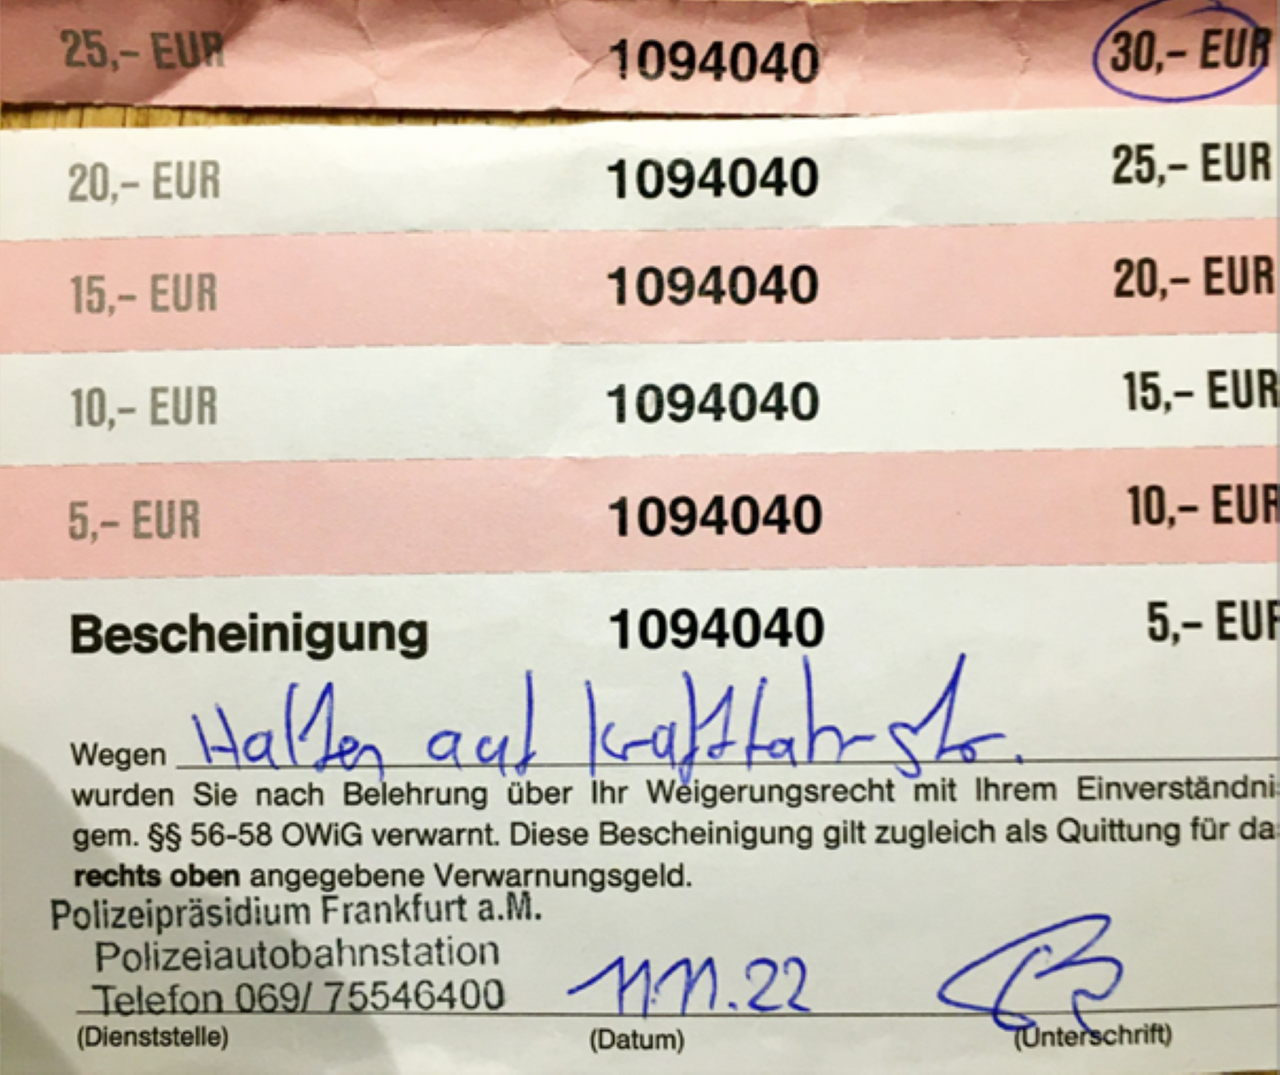 25,– EUR 1094040 30,– EUR
20,– EUR 1094040 25,– EUR
15,– EUR 1094040 20,– EUR
10,– EUR 1094040 15,– EUR
5,– EUR 1094040 10,– EUR
Bescheinigung 1094040 5,– EUR
Wegen Halten auf Kraftfahrstr.
wurden Sie nach Belehrung über Ihr Weigerungsrecht mit Ihrem Einverständni
gem. §§ 56-58 OWiG verwarnt. Diese Bescheinigung gilt zugleich als Quittung für da
rechts oben angegebene Verwarnungsgeld.
Polizeipräsidium Frankfurt a.M.
Polizeiautobahnstation
Telefon 069/ 75546400 11.11.22
(Dienststelle) (Datum) (Unterschrift)